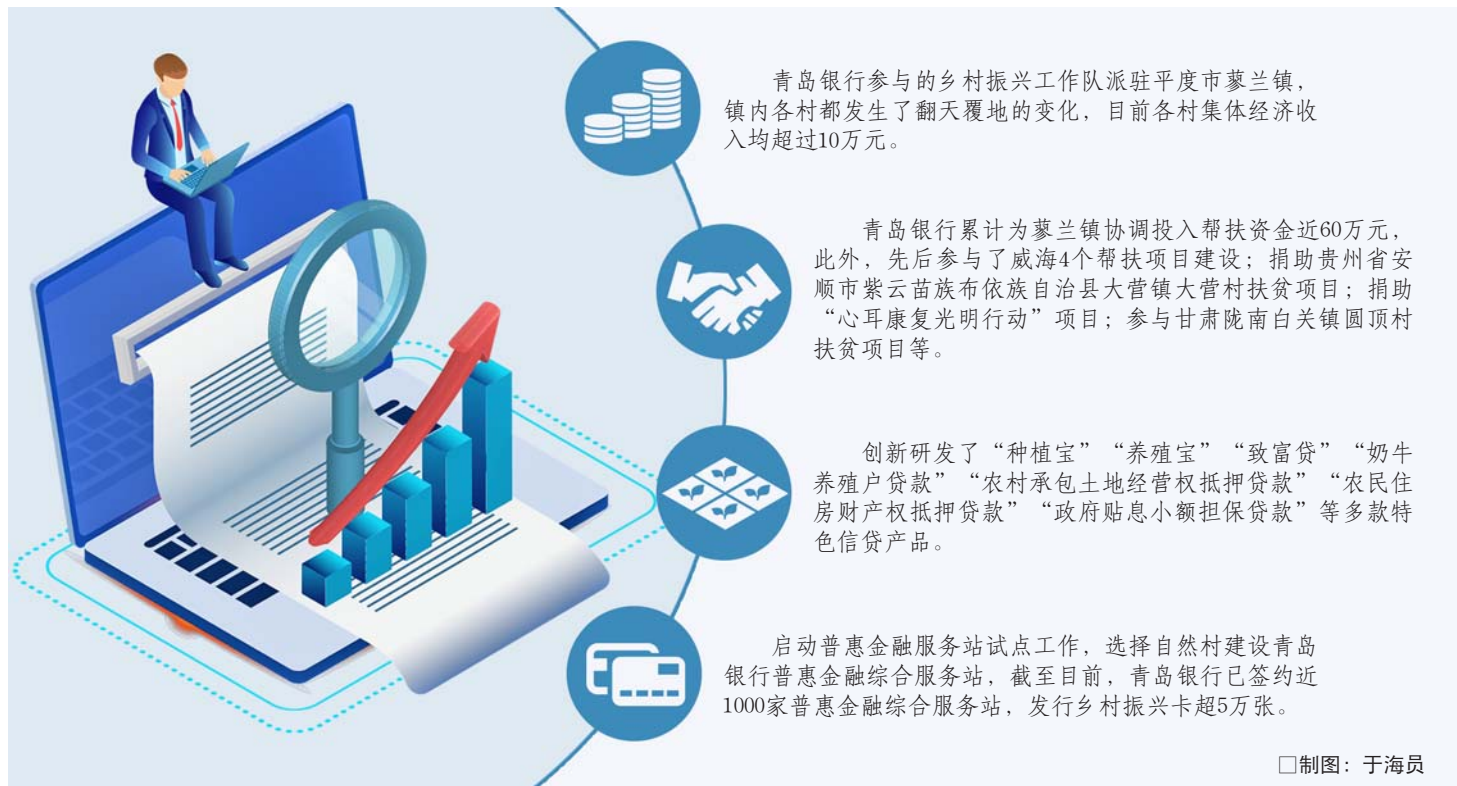 青岛银行参与的乡村振兴工作队派驻平度市蓼兰镇，
镇内各村都发生了翻天覆地的变化，目前各村集体经济收
入均超过10万元。
青岛银行累计为蓼兰镇协调投入帮扶资金近60万元，
此外，先后参与了威海4个帮扶项目建设；捐助贵州省安
顺市紫云苗族布依族自治县大营镇大营村扶贫项目；捐助
“心耳康复光明行动”项目；参与甘肃陇南白关镇圆顶村
扶贫项目等。
创新研发了“种植宝”“养殖宝”“致富贷”“奶牛
养殖户贷款”“农村承包土地经营权抵押贷款”“农民住
房财产权抵押贷款”“政府贴息小额担保贷款”等多款特
色信贷产品。
启动普惠金融服务站试点工作，选择自然村建设青岛
银行普惠金融综合服务站，截至目前，青岛银行已签约近
1000家普惠金融综合服务站，发行乡村振兴卡超5万张。
□制图：于海员